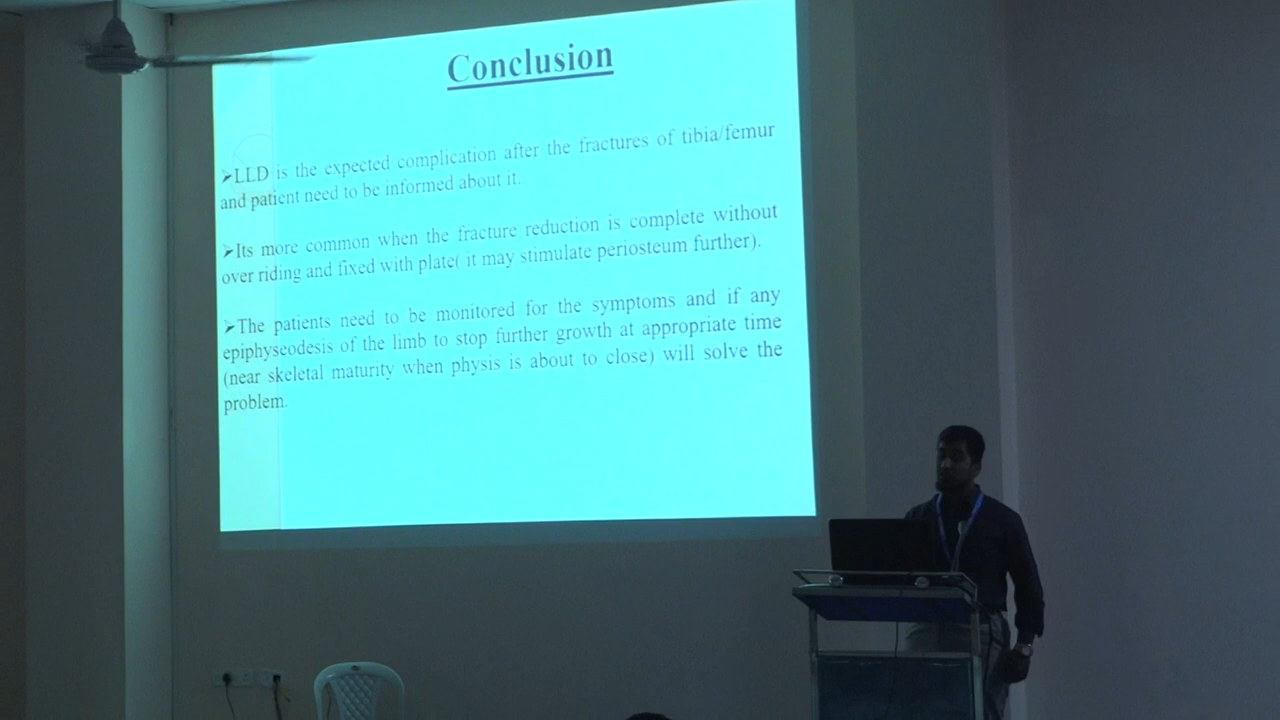 Conclusion
➤LLD is the expected complication after the fractures of tibia/femur
and patient need to be informed about it.
➤Its more common when the fracture reduction is complete without
over riding and fixed with plate( it may stimulate periosteum further).
➤The patients need to be monitored for the symptoms and if any
epiphyseodesis of the limb to stop further growth at appropriate time
(near skeletal maturity when physis is about to close) will solve the
problem.